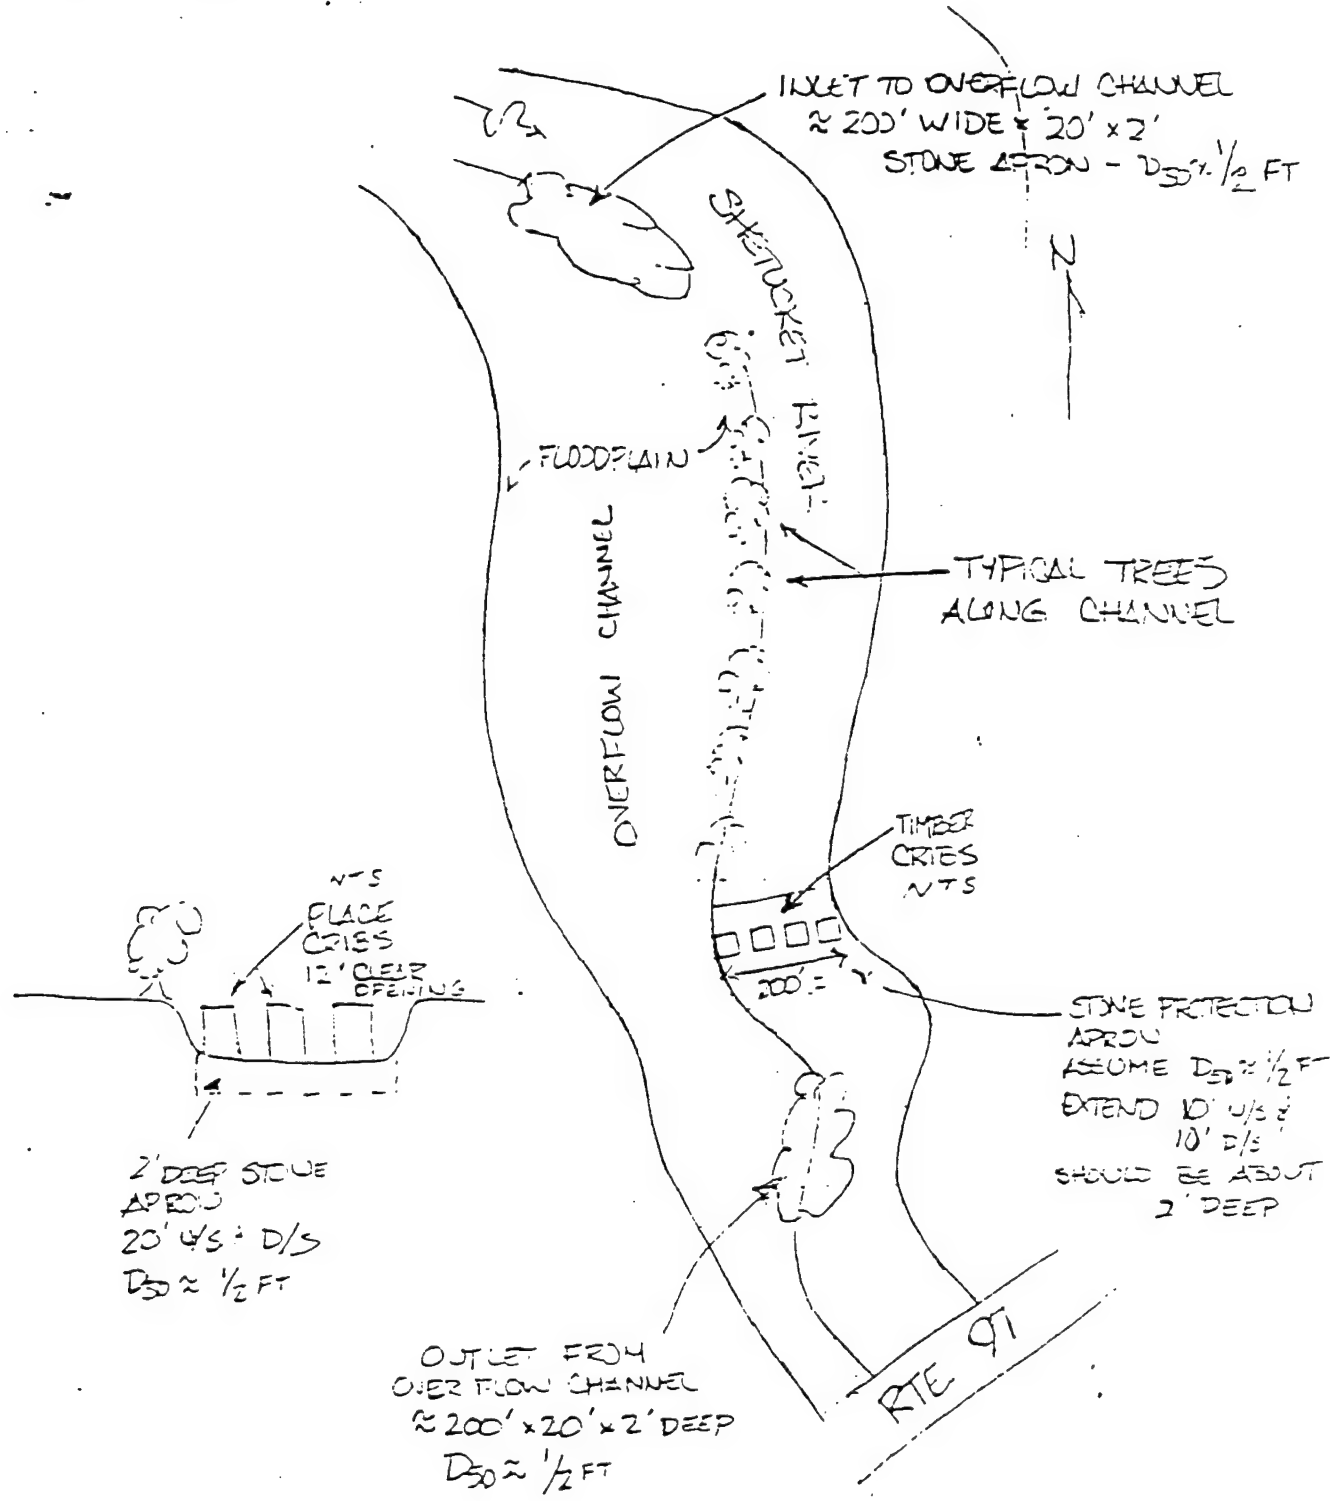 INLET TO OVERFLOW CHANNEL
≈ 200' WIDE × 20' × 2'
STONE APRON - D50 ≈ 1/2 FT
N
SHETUCKET RIVER
FLOODPLAIN
OVERFLOW CHANNEL
TYPICAL TREES
ALONG CHANNEL
TIMBER
CRIBS
NTS
200'±
NTS
PLACE
CRIBS
12' CLEAR
OPENING
STONE PROTECTION
APRON
ASSUME D50 ≈ 1/2 FT
EXTEND 10' U/S &
10' D/S
SHOULD BE ABOUT
2' DEEP
2' DEEP STONE
APRON
20' U/S & D/S
D50 ≈ 1/2 FT
OUTLET FROM
OVERFLOW CHANNEL
≈ 200' × 20' × 2' DEEP
D50 ≈ 1/2 FT
RTE 97